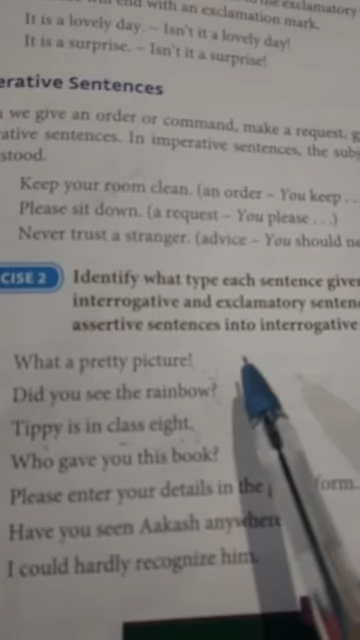 end with an exclamation mark.
It is a lovely day. – Isn't it a lovely day!
It is a surprise. – Isn't it a surprise!
erative Sentences
we give an order or command, make a request, g
rative sentences. In imperative sentences, the subj
stood.
Keep your room clean. (an order – You keep ...
Please sit down. (a request – You please ...)
Never trust a stranger. (advice – You should ne
CISE 2 Identify what type each sentence give
interrogative and exclamatory senten
assertive sentences into interrogative
What a pretty picture!
Did you see the rainbow?
Tippy is in class eight.
Who gave you this book?
Please enter your details in the form.
Have you seen Aakash anywhere
I could hardly recognize him.